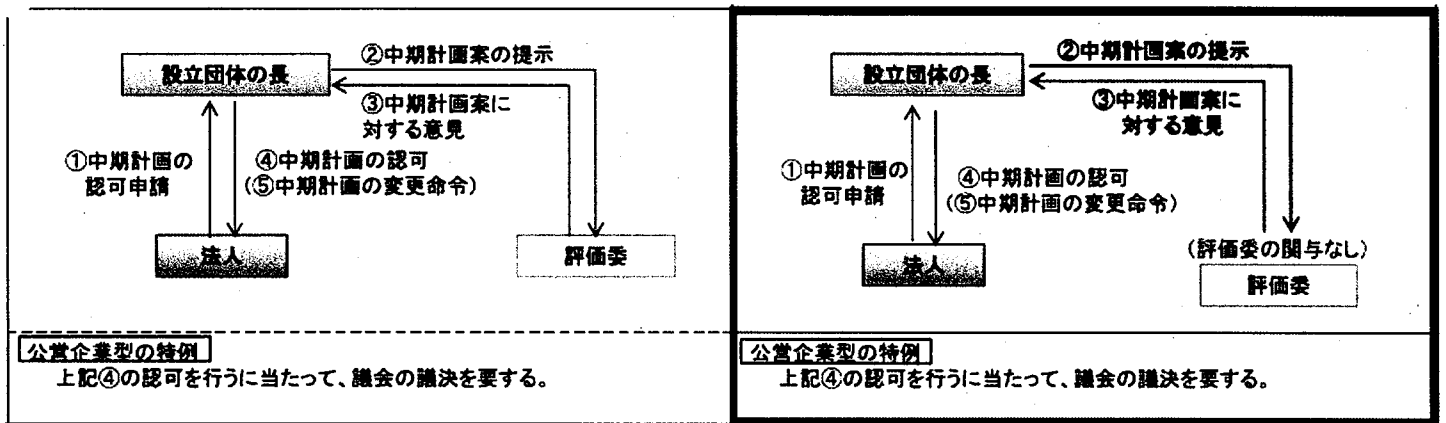 設立団体の長
②中期計画案の提示
③中期計画案に
対する意見
①中期計画の
認可申請
④中期計画の認可
(⑤中期計画の変更命令)
法人
評価委
公営企業型の特例
上記④の認可を行うに当たって、議会の議決を要する。
設立団体の長
②中期計画案の提示
③中期計画案に
対する意見
①中期計画の
認可申請
④中期計画の認可
(⑤中期計画の変更命令)
法人
(評価委の関与なし)
評価委
公営企業型の特例
上記④の認可を行うに当たって、議会の議決を要する。